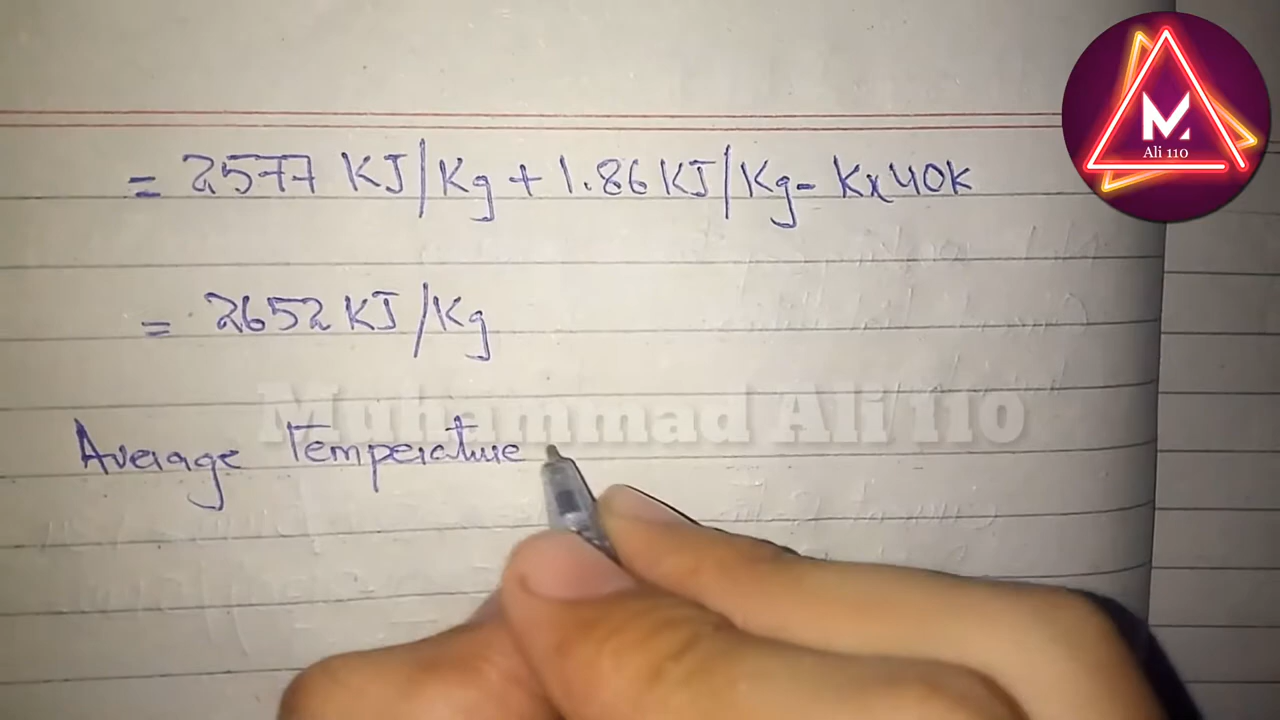 M.
Ali 110
= 2577 KJ/Kg + 1.86 KJ/Kg - K x 40K
= 2652 KJ/Kg
Muhammad Ali 110
Average Temperature